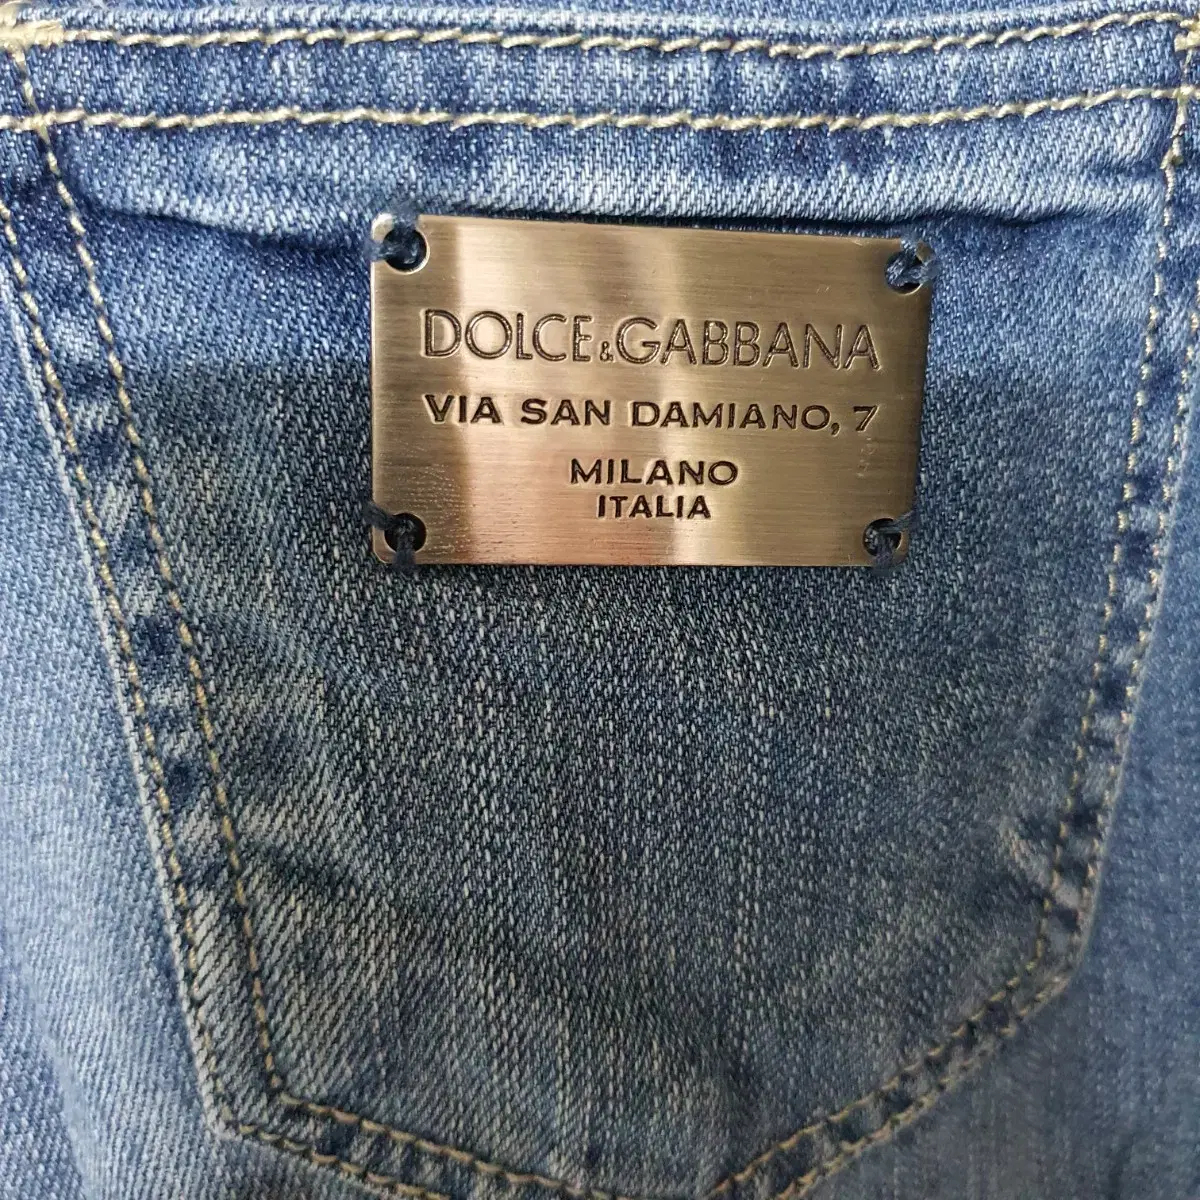 DOLCE&GABBANA
VIA SAN DAMIANO, 7
MILANO
ITALIA